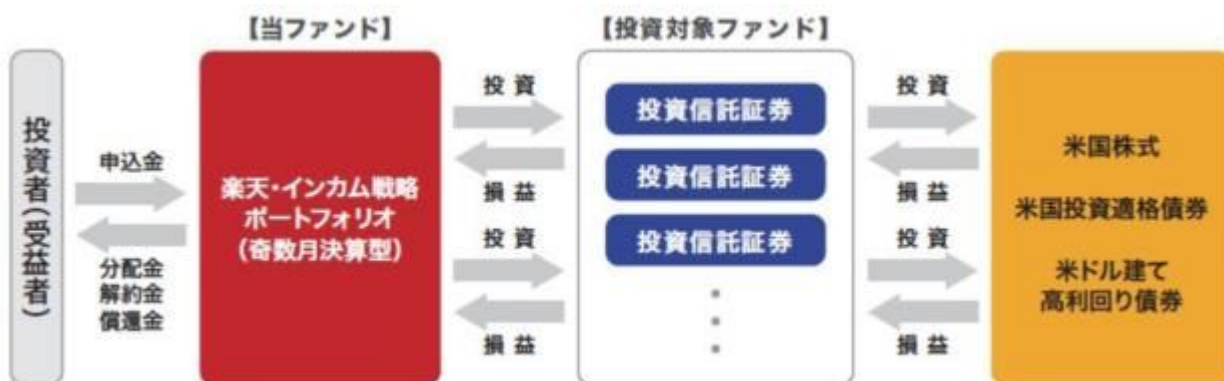 【当ファンド】
【投資対象ファンド】
投資者(受益者)
申込金
分配金
解約金
償還金
楽天・インカム戦略
ポートフォリオ
(奇数月決算型)
投資
損益
投資
損益
投資信託証券
投資信託証券
投資信託証券
投資
損益
投資
損益
米国株式
米国投資適格債券
米ドル建て
高利回り債券